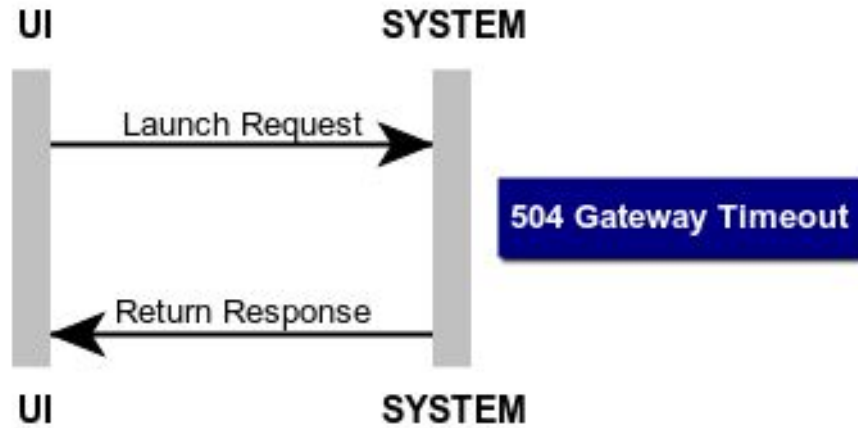 UI
SYSTEM
Launch Request
504 Gateway Timeout
Return Response
UI
SYSTEM